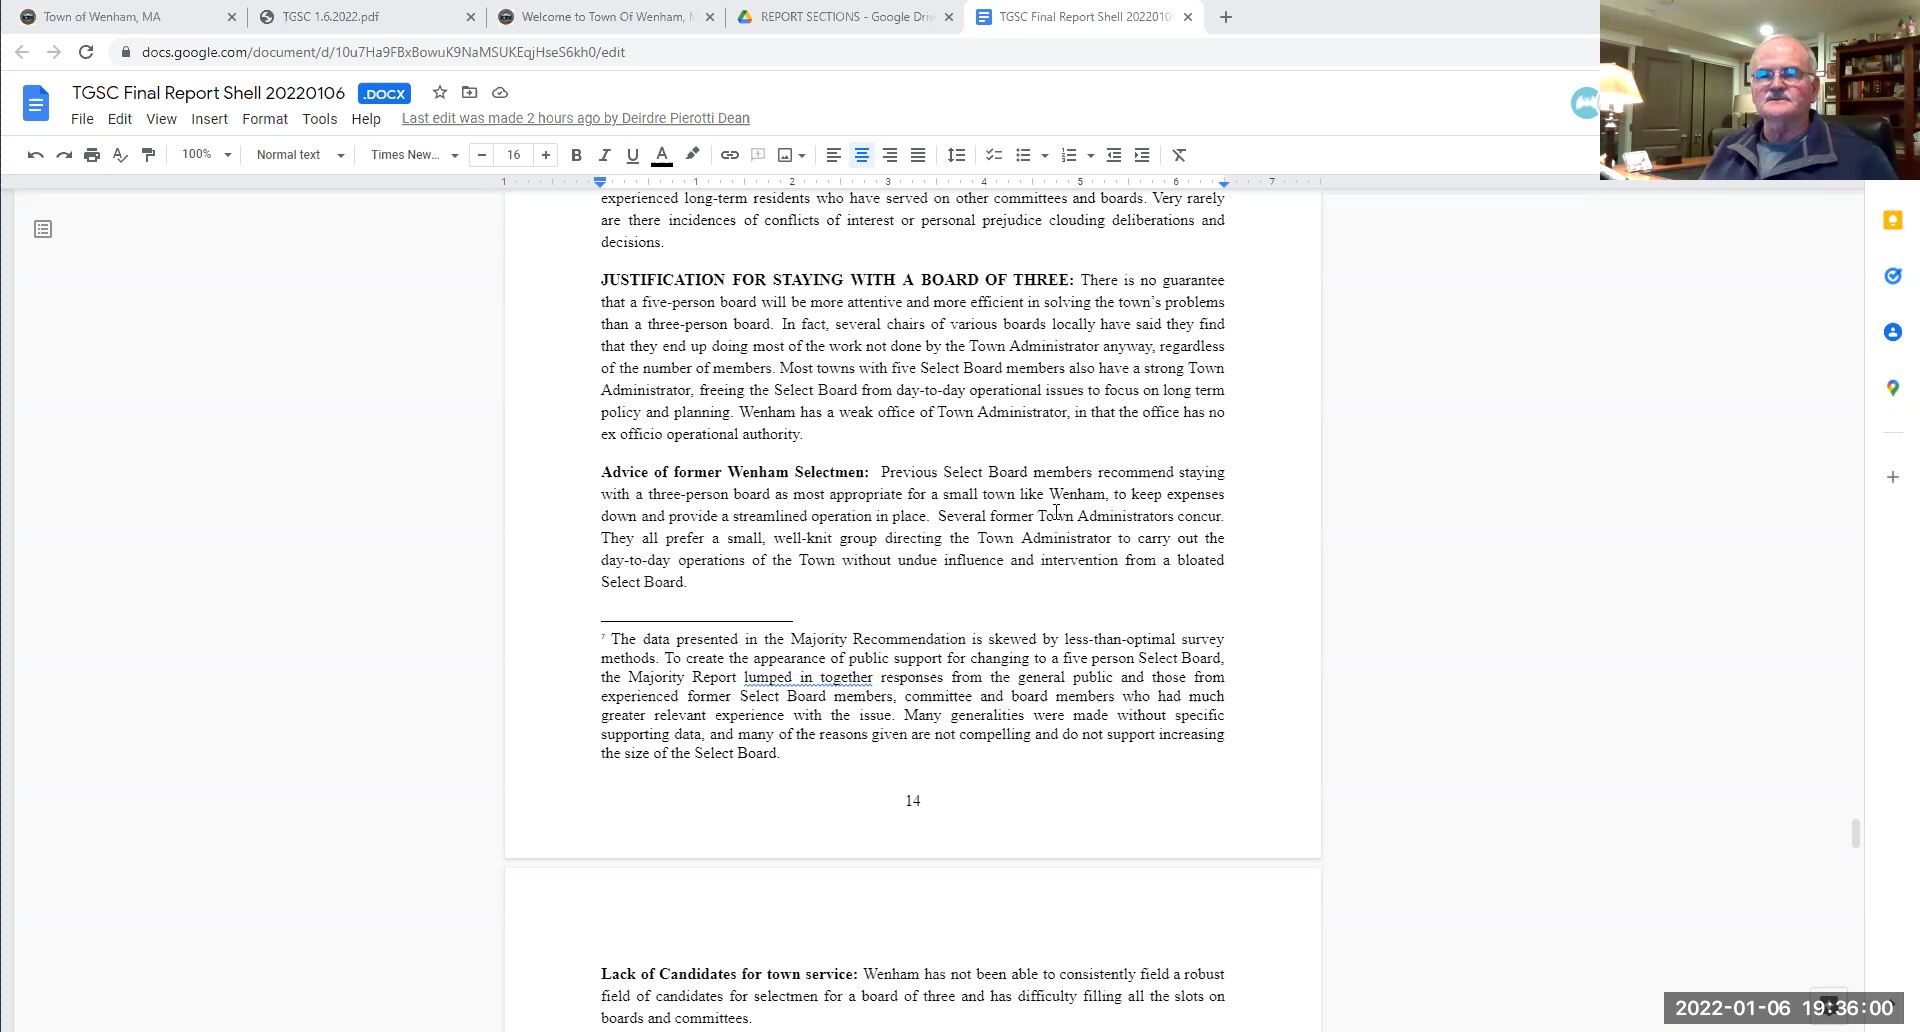 Town of Wenham, MA
TGSC 1.6.2022.pdf
Welcome to Town Of Wenham,
REPORT SECTIONS - Google Driv
TGSC Final Report Shell 2022010
docs.google.com/document/d/10u7Ha9FBxBowuK9NaMSUKEqjHseS6kh0/edit
TGSC Final Report Shell 20220106
.DOCX
File Edit View Insert Format Tools Help
Last edit was made 2 hours ago by Deirdre Pierotti Dean
100% Normal text Times New... − 16 + B I U A
1 1 2 3 4 5 6 7
experienced long-term residents who have served on other committees and boards. Very rarely
are there incidences of conflicts of interest or personal prejudice clouding deliberations and
decisions.
JUSTIFICATION FOR STAYING WITH A BOARD OF THREE: There is no guarantee
that a five-person board will be more attentive and more efficient in solving the town's problems
than a three-person board. In fact, several chairs of various boards locally have said they find
that they end up doing most of the work not done by the Town Administrator anyway, regardless
of the number of members. Most towns with five Select Board members also have a strong Town
Administrator, freeing the Select Board from day-to-day operational issues to focus on long term
policy and planning. Wenham has a weak office of Town Administrator, in that the office has no
ex officio operational authority.
Advice of former Wenham Selectmen: Previous Select Board members recommend staying
with a three-person board as most appropriate for a small town like Wenham, to keep expenses
down and provide a streamlined operation in place. Several former Town Administrators concur.
They all prefer a small, well-knit group directing the Town Administrator to carry out the
day-to-day operations of the Town without undue influence and intervention from a bloated
Select Board.
7 The data presented in the Majority Recommendation is skewed by less-than-optimal survey
methods. To create the appearance of public support for changing to a five person Select Board,
the Majority Report lumped in together responses from the general public and those from
experienced former Select Board members, committee and board members who had much
greater relevant experience with the issue. Many generalities were made without specific
supporting data, and many of the reasons given are not compelling and do not support increasing
the size of the Select Board.
14
Lack of Candidates for town service: Wenham has not been able to consistently field a robust
field of candidates for selectmen for a board of three and has difficulty filling all the slots on
boards and committees.
2022-01-06 19:36:00